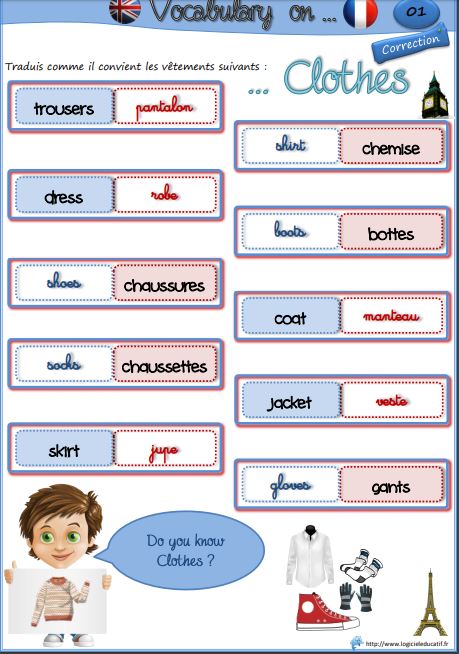 Vocabulary on ...
01
Correction
Traduis comme il convient les vêtements suivants :
... Clothes
trousers pantalon
shirt chemise
dress robe
boots bottes
shoes chaussures
coat manteau
socks chaussettes
jacket veste
skirt jupe
gloves gants
Do you know
Clothes ?
http://www.logicieleducatif.fr